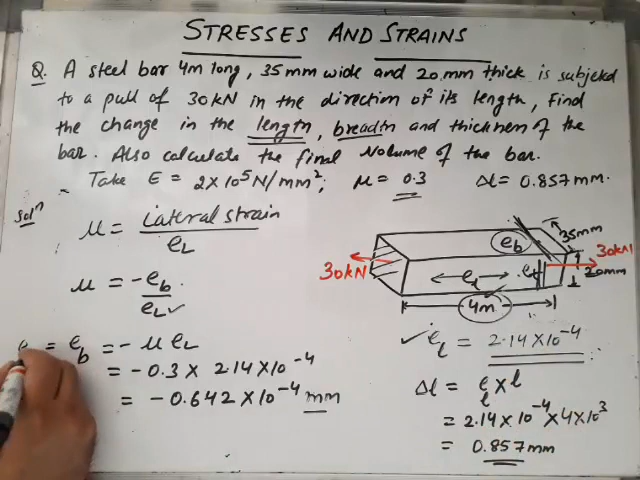 STRESSES AND STRAINS
Q. A steel bar 4m long, 35mm wide and 20mm thick is subjected
to a pull of 30kN in the direction of its length, Find
the change in the length, breadth and thickness of the
bar. Also calculate the final volume of the bar.
Take E = 2×10⁵N/mm²; μ = 0.3 Δl = 0.857mm.
Solⁿ
μ = lateral strain / eL
μ = -eb / eL ✓
= eb = - μ eL
= - 0.3 × 2.14×10⁻⁴
= - 0.642×10⁻⁴ mm
35mm
eb
30kN
30kN
el
et
20mm
4m
✓ el = 2.14×10⁻⁴
Δl = el × l
= 2.14×10⁻⁴×4×10³
= 0.857mm